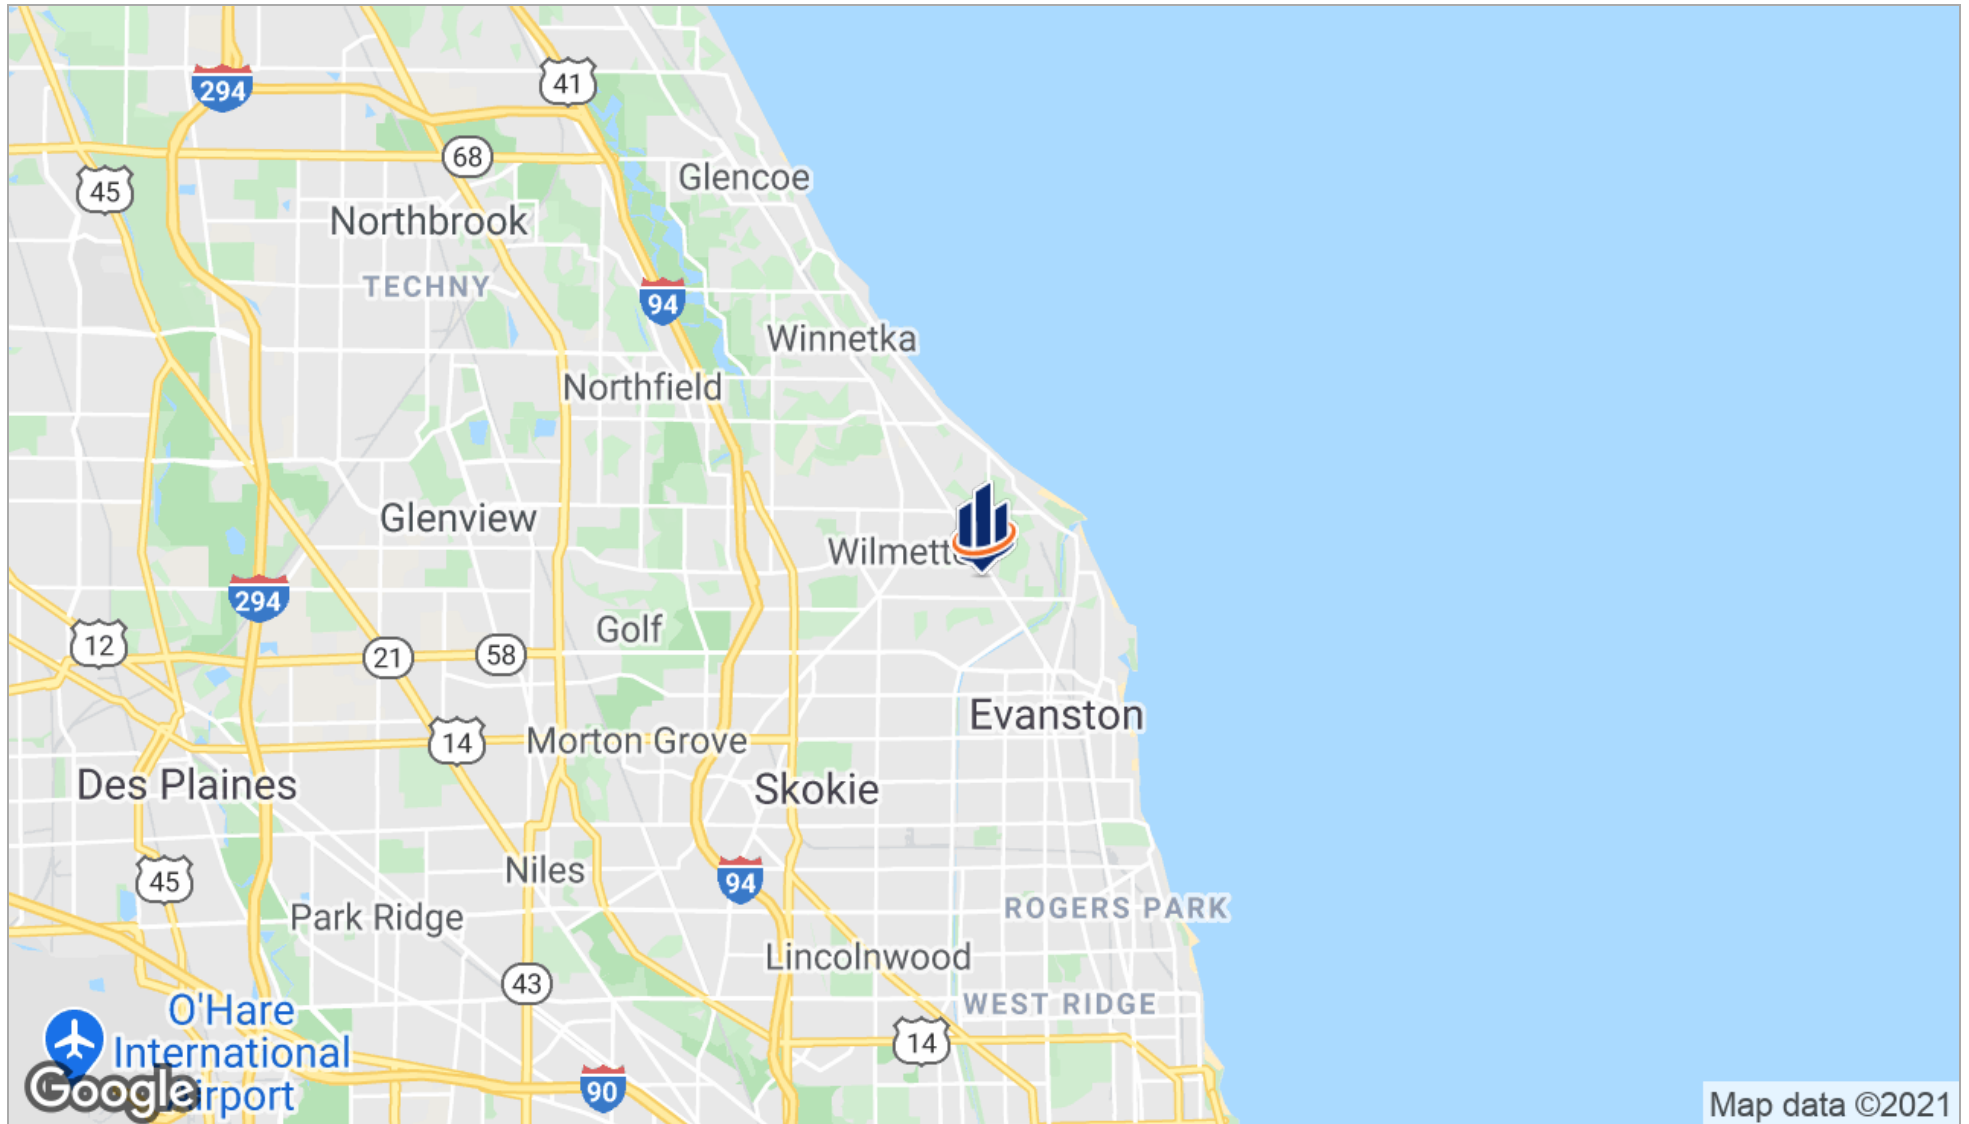 294
41
68
45
Glencoe
Northbrook
TECHNY
94
Winnetka
Northfield
Glenview
Wilmette
294
12
Golf
21
58
Evanston
14
Morton Grove
Des Plaines
Skokie
Niles
45
94
Park Ridge
ROGERS PARK
Lincolnwood
43
WEST RIDGE
O'Hare
International
Airport
14
90
Google
Map data ©2021